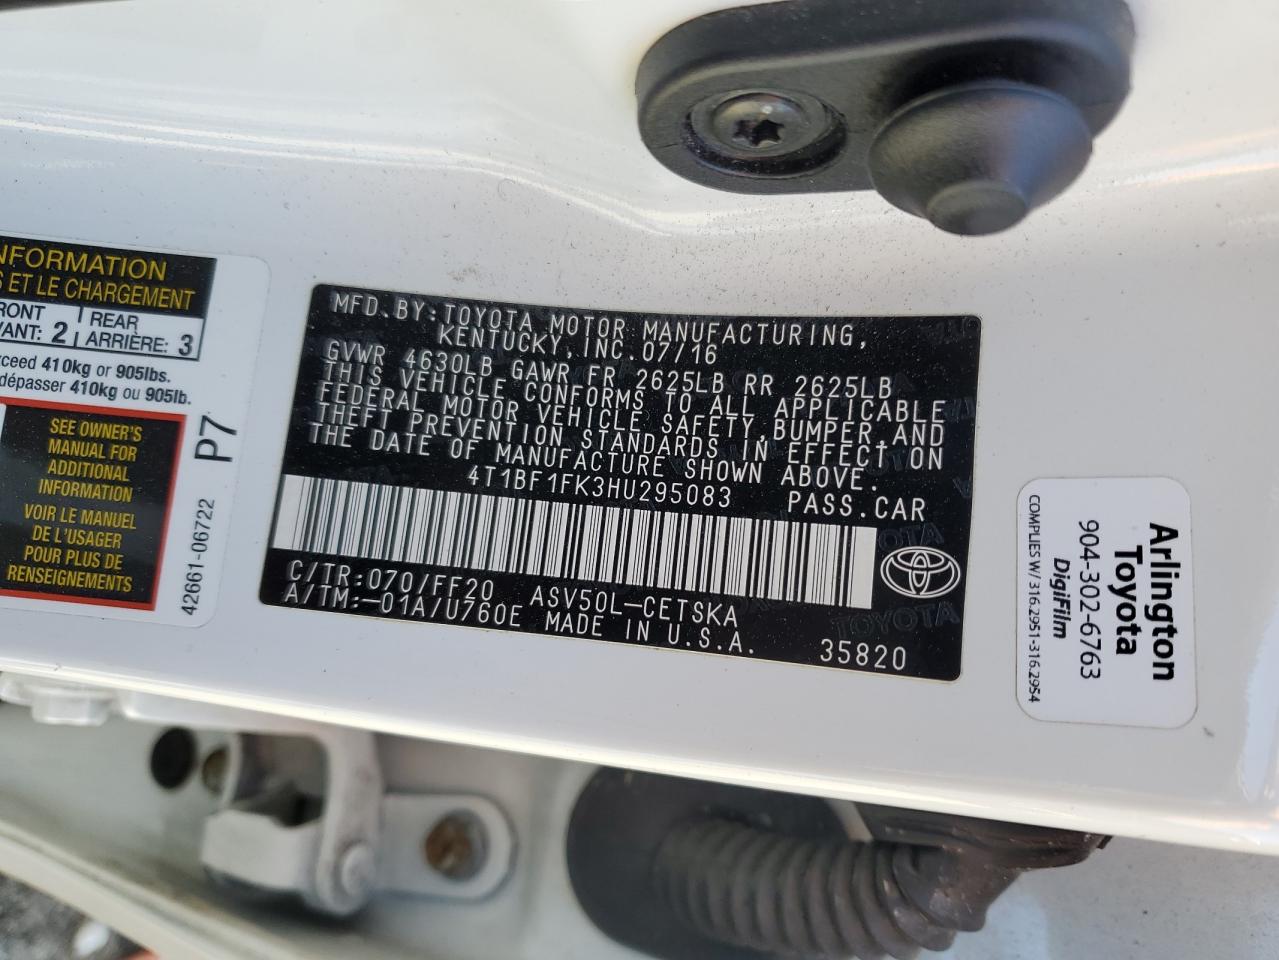 NFORMATION
S ET LE CHARGEMENT
RONT
VANT: 2
REAR
ARRIÈRE: 3
xceed 410kg or 905lbs.
dépasser 410kg ou 905lb.
SEE OWNER'S
MANUAL FOR
ADDITIONAL
INFORMATION
VOIR LE MANUEL
DE L'USAGER
POUR PLUS DE
RENSEIGNEMENTS
P7
42661-06722
MFD.BY:TOYOTA MOTOR MANUFACTURING,
KENTUCKY,INC.07/16
GVWR 4630LB GAWR FR 2625LB RR 2625LB
THIS VEHICLE CONFORMS TO ALL APPLICABLE
FEDERAL MOTOR VEHICLE SAFETY,BUMPER,AND
THEFT PREVENTION STANDARDS IN EFFECT ON
THE DATE OF MANUFACTURE SHOWN ABOVE.
4T1BF1FK3HU295083 PASS.CAR
C/TR:070/FF20 ASV50L-CETSKA
A/TM:-01A/U760E MADE IN U.S.A. 35820
TOYOTA
Arlington
Toyota
904-302-6763
DigiFilm
COMPLIES W/ 316.2951-316.2954